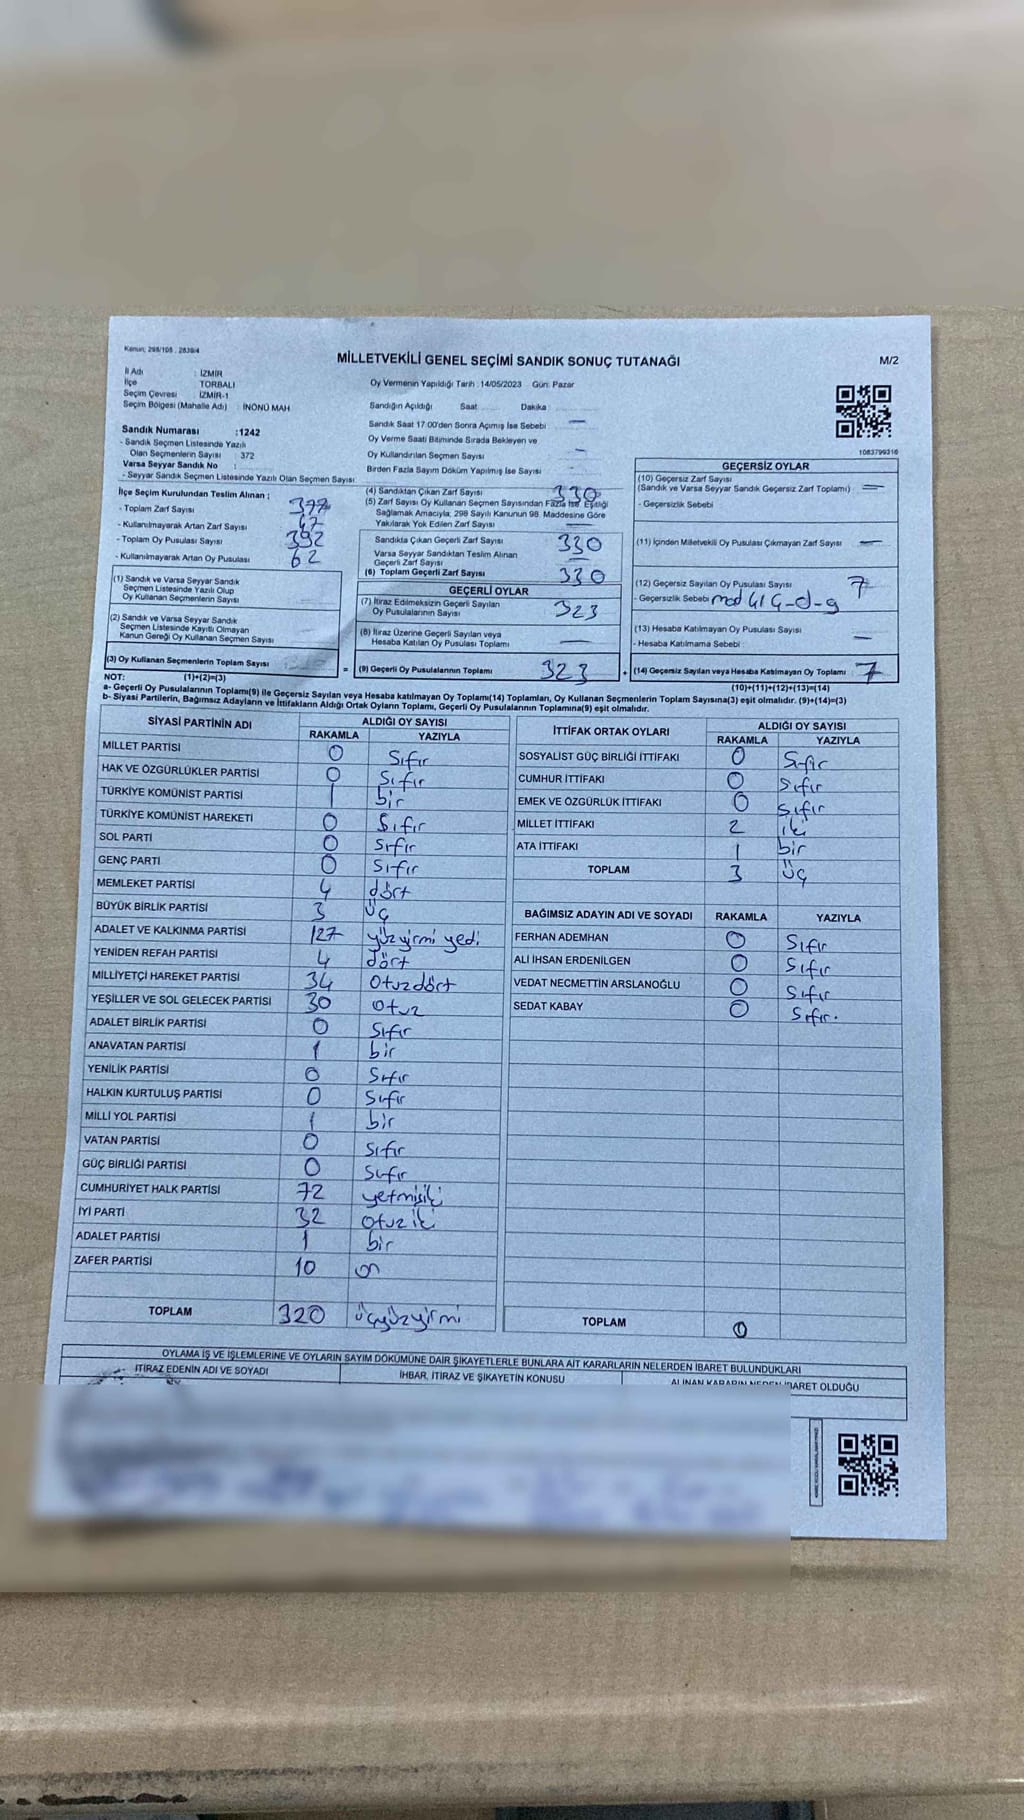 Kanun; 298/105 , 2839/4
MİLLETVEKİLİ GENEL SEÇİMİ SANDIK SONUÇ TUTANAĞI
M/2
İl Adı : İZMİR
İlçe : TORBALI
Seçim Çevresi : İZMİR-1
Seçim Bölgesi (Mahalle Adı) : İNÖNÜ MAH
Oy Vermenin Yapıldığı Tarih : 14/05/2023 Gün: Pazar
Sandığın Açıldığı Saat Dakika
Sandık Saat 17:00'den Sonra Açımış İse Sebebi —
Oy Verme Saati Bitiminde Sırada Bekleyen ve
Oy Kullandırılan Seçmen Sayısı —
Birden Fazla Sayım Döküm Yapılmış İse Sayısı —
1083799316
Sandık Numarası :1242
- Sandık Seçmen Listesinde Yazılı
Olan Seçmenlerin Sayısı : 372
Varsa Seyyar Sandık No :
- Seyyar Sandık Seçmen Listesinde Yazılı Olan Seçmen Sayısı
İlçe Seçim Kurulundan Teslim Alınan ;
- Toplam Zarf Sayısı
- Kullanılmayarak Artan Zarf Sayısı 47
- Toplam Oy Pusulası Sayısı 392
- Kullanılmayarak Artan Oy Pusulası 62
(1) Sandık ve Varsa Seyyar Sandık
Seçmen Listesinde Yazılı Olup
Oy Kullanan Seçmenlerin Sayısı
(2) Sandık ve Varsa Seyyar Sandık
Seçmen Listesinde Kayıtlı Olmayan
Kanun Gereği Oy Kullanan Seçmen Sayısı
(3) Oy Kullanan Seçmenlerin Toplam Sayısı
(4) Sandıktan Çıkan Zarf Sayısı 330
(5) Zarf Sayısı Oy Kullanan Seçmen Sayısından Fazla İse, Eşitliği
Sağlamak Amacıyla; 298 Sayılı Kanunun 98. Maddesine Göre
Yakılarak Yok Edilen Zarf Sayısı —
Sandıkta Çıkan Geçerli Zarf Sayısı 330
Varsa Seyyar Sandıktan Teslim Alınan
Geçerli Zarf Sayısı —
(6) Toplam Geçerli Zarf Sayısı 330
GEÇERLİ OYLAR
(7) İtiraz Edilmeksizin Geçerli Sayılan
Oy Pusulalarının Sayısı 323
(8) İtiraz Üzerine Geçerli Sayılan veya
Hesaba Katılan Oy Pusulası Toplamı —
= (9) Geçerli Oy Pusulalarının Toplamı 323 +
GEÇERSİZ OYLAR
(10) Geçersiz Zarf Sayısı
(Sandık ve Varsa Seyyar Sandık Geçersiz Zarf Toplamı) —
- Geçersizlik Sebebi
(11) İçinden Milletvekili Oy Pusulası Çıkmayan Zarf Sayısı —
(12) Geçersiz Sayılan Oy Pusulası Sayısı 7
- Geçersizlik Sebebi
(13) Hesaba Katılmayan Oy Pusulası Sayısı
- Hesaba Katılmama Sebebi —
(14) Geçersiz Sayılan veya Hesaba Katılmayan Oy Toplamı 7
NOT: (1)+(2)=(3)
(10)+(11)+(12)+(13)=(14)
a- Geçerli Oy Pusulalarının Toplamı(9) ile Geçersiz Sayılan veya Hesaba katılmayan Oy Toplamı(14) Toplamları, Oy Kullanan Seçmenlerin Toplam Sayısına(3) eşit olmalıdır. (9)+(14)=(3)
b- Siyasi Partilerin, Bağımsız Adayların ve İttifakların Aldığı Ortak Oyların Toplamı, Geçerli Oy Pusulalarının Toplamına(9) eşit olmalıdır.
SİYASİ PARTİNİN ADI ALDIĞI OY SAYISI
RAKAMLA YAZIYLA
MİLLET PARTİSİ 0 Sıfır
HAK VE ÖZGÜRLÜKLER PARTİSİ 0 Sıfır
TÜRKİYE KOMÜNİST PARTİSİ 1 bir
TÜRKİYE KOMÜNİST HAREKETİ 0 Sıfır
SOL PARTİ 0 Sıfır
GENÇ PARTİ 0 Sıfır
MEMLEKET PARTİSİ 4 dört
BÜYÜK BİRLİK PARTİSİ 3 üç
ADALET VE KALKINMA PARTİSİ 127 yüzyirmi yedi
YENİDEN REFAH PARTİSİ 4 dört
MİLLİYETÇİ HAREKET PARTİSİ 34 Otuzdört
YEŞİLLER VE SOL GELECEK PARTİSİ 30 otuz
ADALET BİRLİK PARTİSİ 0 Sıfır
ANAVATAN PARTİSİ 1 bir
YENİLİK PARTİSİ 0 Sıfır
HALKIN KURTULUŞ PARTİSİ 0 Sıfır
MİLLİ YOL PARTİSİ 1 bir
VATAN PARTİSİ 0 Sıfır
GÜÇ BİRLİĞİ PARTİSİ 0 Sıfır
CUMHURİYET HALK PARTİSİ 72 yetmişiki
İYİ PARTİ 32 otuz iki
ADALET PARTİSİ 1 bir
ZAFER PARTİSİ 10 on
TOPLAM 320 üçyüzyirmi
İTTİFAK ORTAK OYLARI ALDIĞI OY SAYISI
RAKAMLA YAZIYLA
SOSYALİST GÜÇ BİRLİĞİ İTTİFAKI 0 Sıfır
CUMHUR İTTİFAKI 0 Sıfır
EMEK VE ÖZGÜRLÜK İTTİFAKI 0 Sıfır
MİLLET İTTİFAKI 2 iki
ATA İTTİFAKI 1 bir
TOPLAM 3 üç
BAĞIMSIZ ADAYIN ADI VE SOYADI RAKAMLA YAZIYLA
FERHAN ADEMHAN 0 Sıfır
ALİ İHSAN ERDENİLGEN 0 Sıfır
VEDAT NECMETTİN ARSLANOĞLU 0 Sıfır
SEDAT KABAY 0 Sıfır.
TOPLAM 0
OYLAMA İŞ VE İŞLEMLERİNE VE OYLARIN SAYIM DÖKÜMÜNE DAİR ŞİKAYETLERLE BUNLARA AİT KARARLARIN NELERDEN İBARET BULUNDUKLARI
İTİRAZ EDENİN ADI VE SOYADI İHBAR, İTİRAZ VE ŞİKAYETİN KONUSU ALINAN KARARIN NEDEN İBARET OLDUĞU